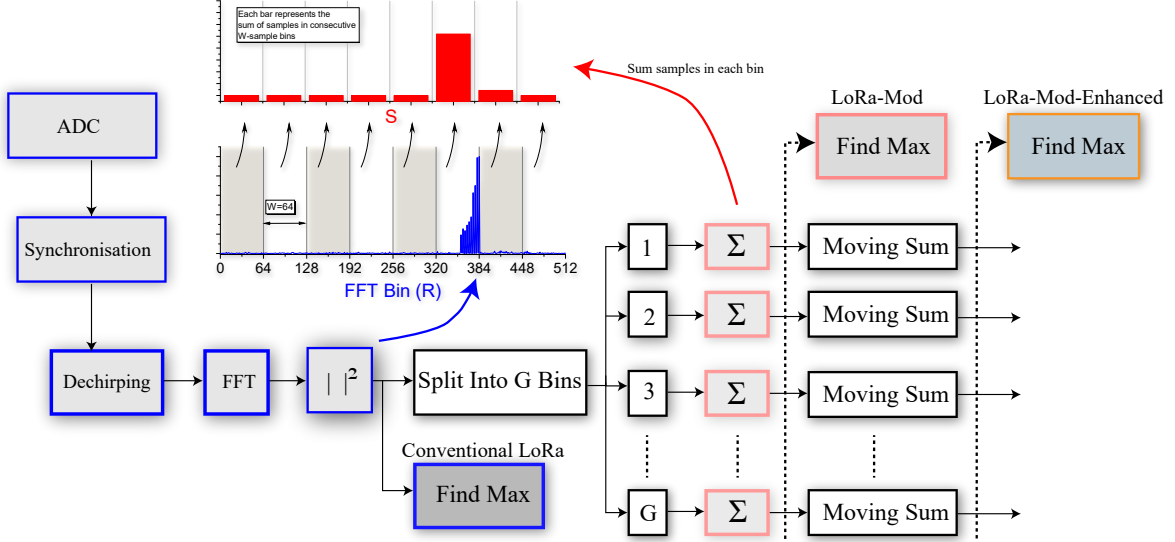 Each bar represents the
sum of samples in consecutive
W-sample bins
S
Sum samples in each bin
LoRa-Mod
Find Max
LoRa-Mod-Enhanced
Find Max
ADC
Synchronisation
W=64
0 64 128 192 256 320 384 448 512
FFT Bin (R)
1 Σ Moving Sum
2 Σ Moving Sum
Dechirping
FFT
| |²
Split Into G Bins
3 Σ Moving Sum
Conventional LoRa
Find Max
G Σ Moving Sum